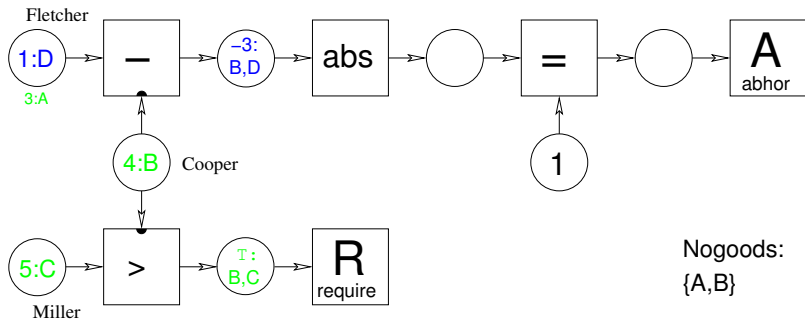 Fletcher
1:D
3:A
−
−3:
B,D
abs
=
A
abhor
4:B
Cooper
1
5:C
Miller
>
T:
B,C
R
require
Nogoods:
{A,B}